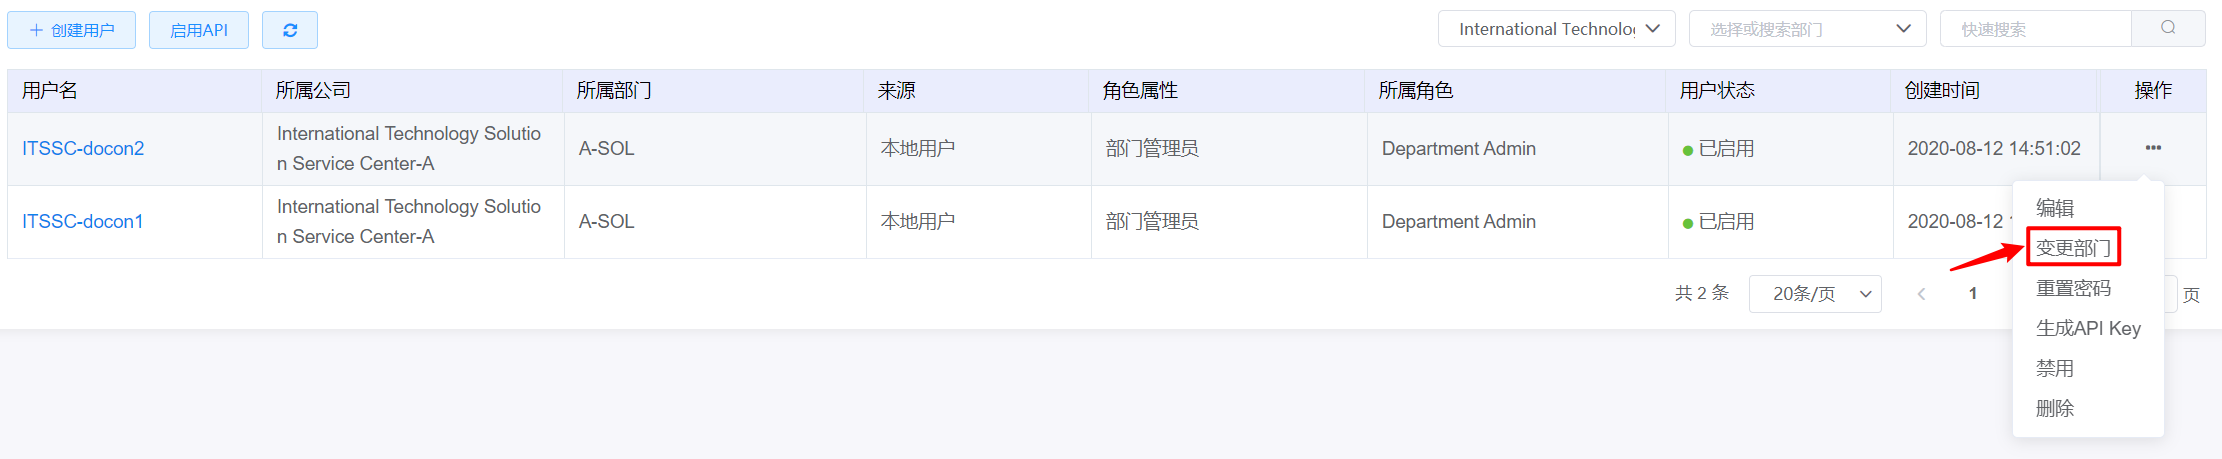 创建用户 启用API International Technolo 选择或搜索部门 快速搜索
用户名 所属公司 所属部门 来源 角色属性 所属角色 用户状态 创建时间 操作
ITSSC-docon2 International Technology Solutio A-SOL 本地用户 部门管理员 Department Admin 已启用 2020-08-12 14:51:02 •••
n Service Center-A
ITSSC-docon1 International Technology Solutio A-SOL 本地用户 部门管理员 Department Admin 已启用 2020-08-12
n Service Center-A
编辑
变更部门
重置密码
生成API Key
禁用
删除
共 2 条 20条/页 1 页